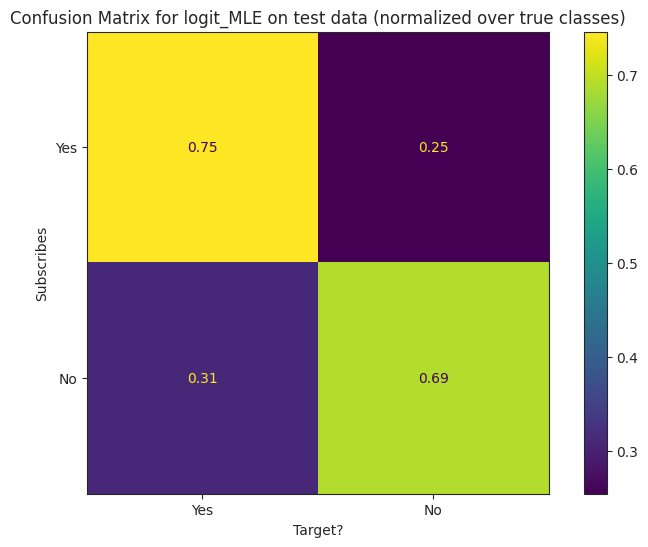 Confusion Matrix for logit_MLE on test data (normalized over true classes)
Subscribes
Yes
0.75
0.25
No
0.31
0.69
Yes
No
Target?
0.7
0.6
0.5
0.4
0.3